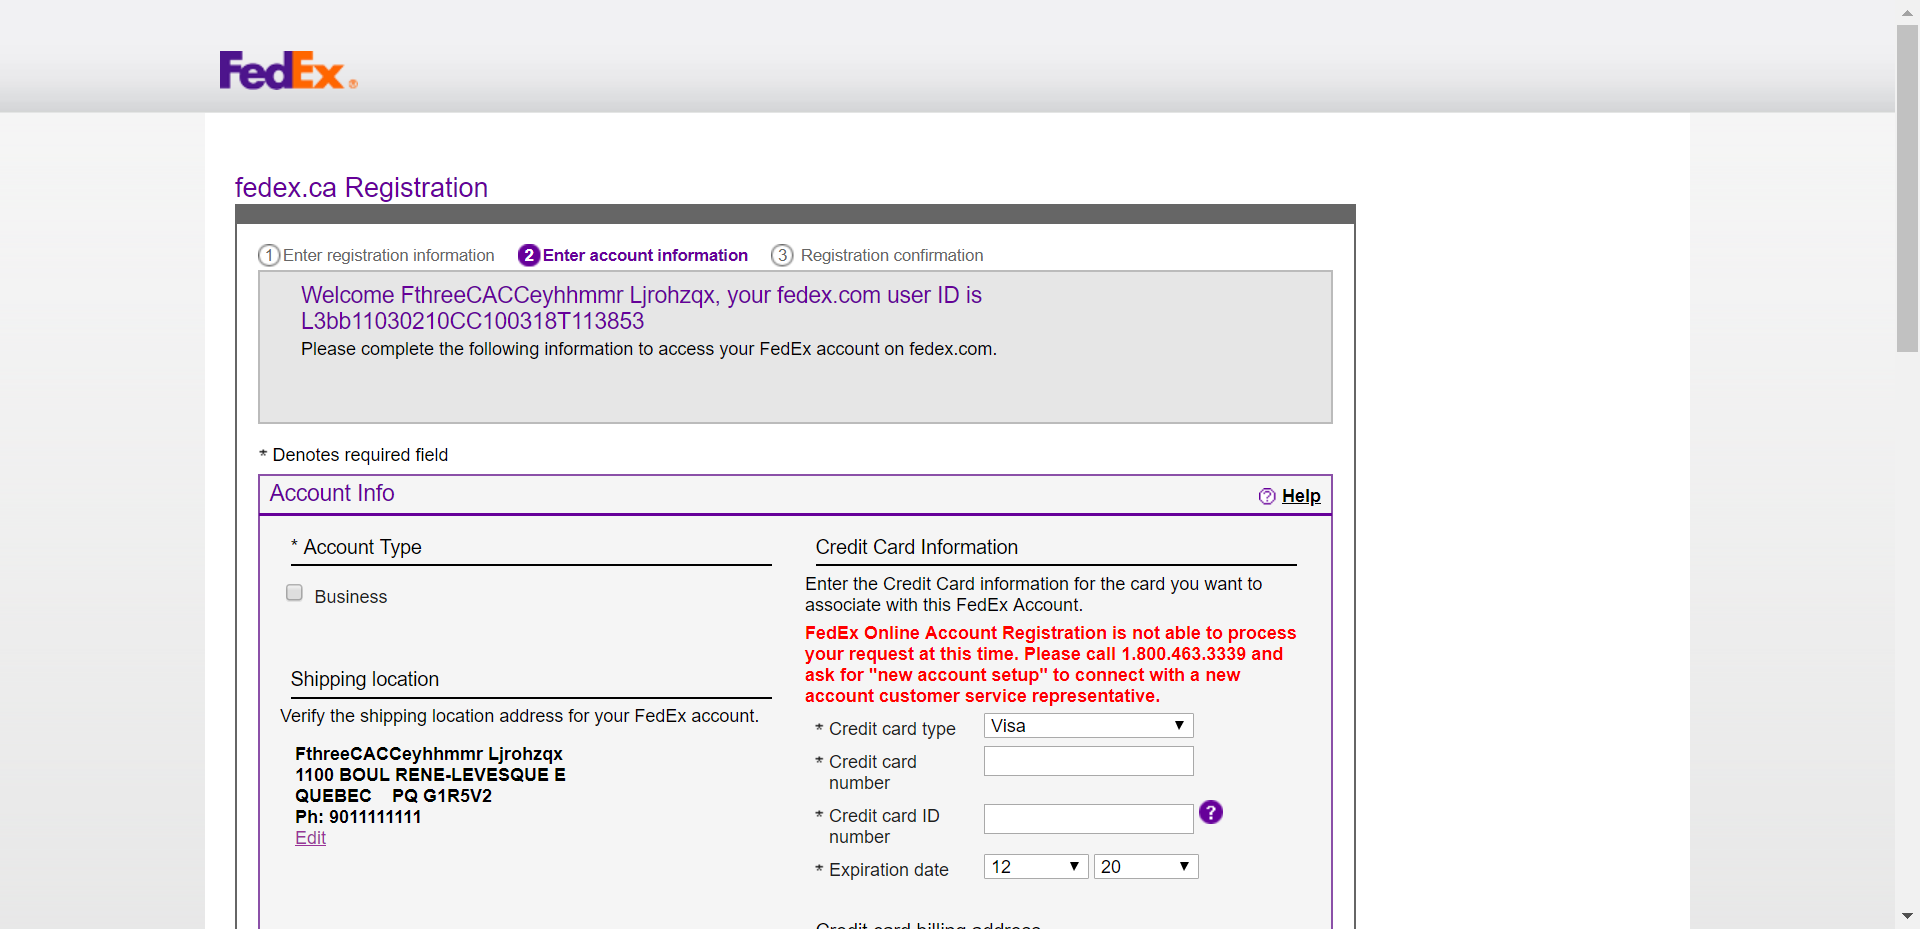 FedEx®
fedex.ca Registration
1 Enter registration information 2 Enter account information 3 Registration confirmation
Welcome FthreeCACCeyhhmmr Ljrohzqx, your fedex.com user ID is
L3bb11030210CC100318T113853
Please complete the following information to access your FedEx account on fedex.com.
* Denotes required field
Account Info
? Help
* Account Type
Business
Shipping location
Verify the shipping location address for your FedEx account.
FthreeCACCeyhhmmr Ljrohzqx
1100 BOUL RENE-LEVESQUE E
QUEBEC PQ G1R5V2
Ph: 9011111111
Edit
Credit Card Information
Enter the Credit Card information for the card you want to
associate with this FedEx Account.
FedEx Online Account Registration is not able to process
your request at this time. Please call 1.800.463.3339 and
ask for "new account setup" to connect with a new
account customer service representative.
* Credit card type Visa
* Credit card
number
* Credit card ID
number ?
* Expiration date 12 20
Credit card billing address